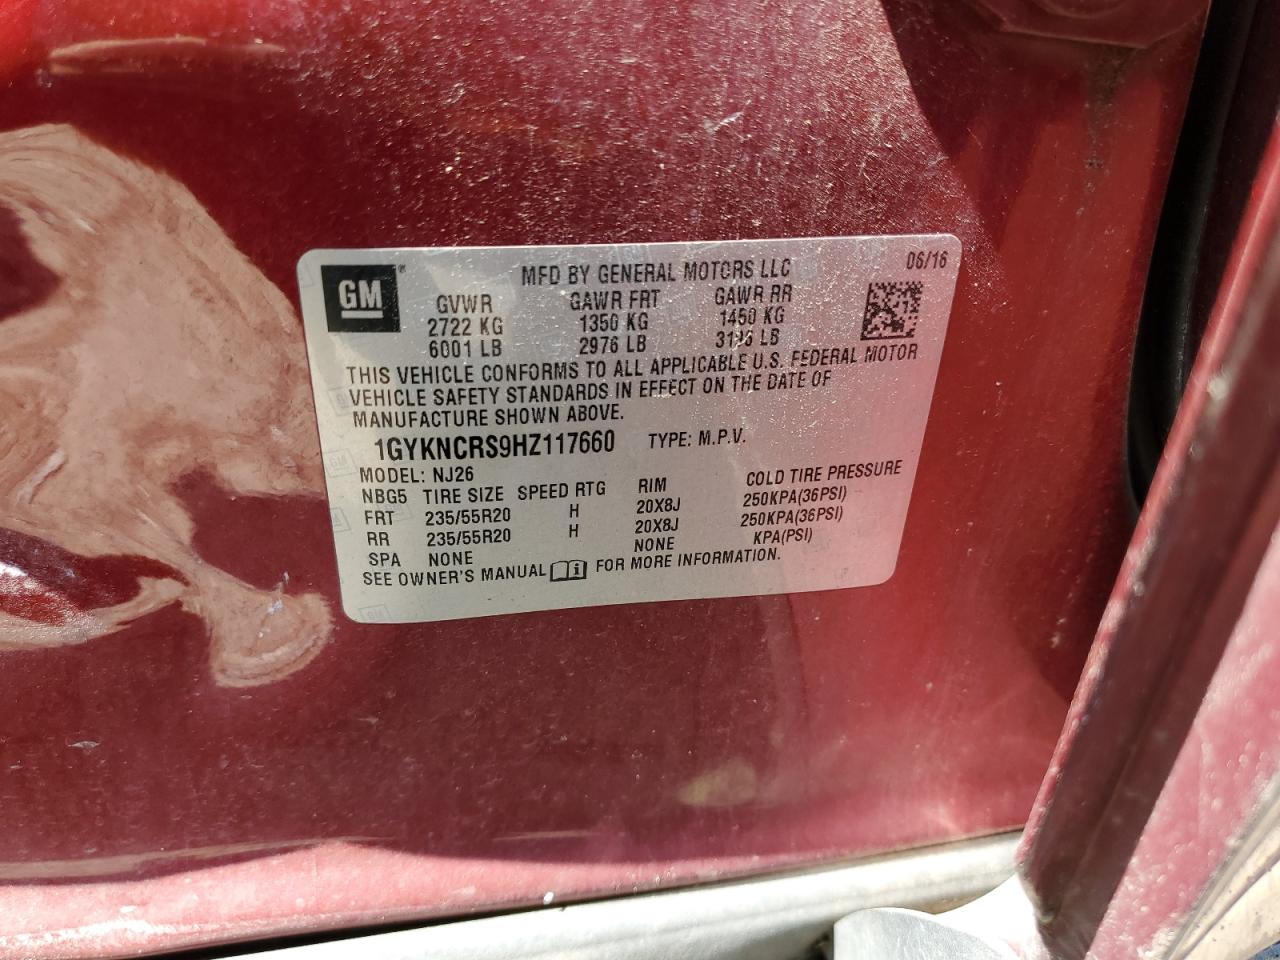 GM ® MFD BY GENERAL MOTORS LLC 06/16
GVWR GAWR FRT GAWR RR
2722 KG 1350 KG 1450 KG
6001 LB 2976 LB 3196 LB
THIS VEHICLE CONFORMS TO ALL APPLICABLE U.S. FEDERAL MOTOR
VEHICLE SAFETY STANDARDS IN EFFECT ON THE DATE OF
MANUFACTURE SHOWN ABOVE.
1GYKNCRS9HZ117660 TYPE: M.P.V.
MODEL: NJ26
NBG5 TIRE SIZE SPEED RTG RIM COLD TIRE PRESSURE
FRT 235/55R20 H 20X8J 250KPA(36PSI)
RR 235/55R20 H 20X8J 250KPA(36PSI)
SPA NONE NONE KPA(PSI)
SEE OWNER'S MANUAL i FOR MORE INFORMATION.